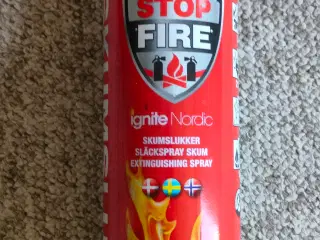 STOP
FIRE
ignite Nordic
SKUMSLUKKER
SLÄCKSPRAY SKUM
EXTINGUISHING SPRAY